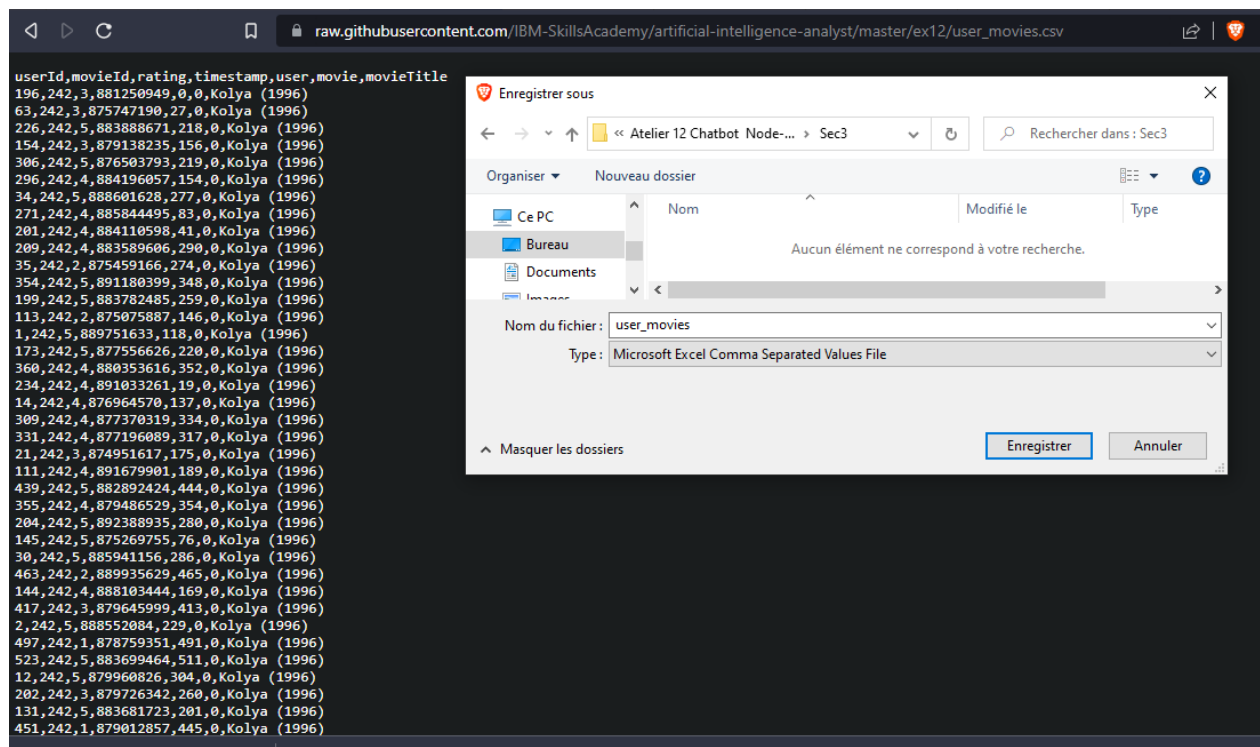 raw.githubusercontent.com/IBM-SkillsAcademy/artificial-intelligence-analyst/master/ex12/user_movies.csv
userId,movieId,rating,timestamp,user,movie,movieTitle
196,242,3,881250949,0,0,Kolya (1996)
63,242,3,875747190,27,0,Kolya (1996)
226,242,5,883888671,218,0,Kolya (1996)
154,242,3,879138235,156,0,Kolya (1996)
306,242,5,876503793,219,0,Kolya (1996)
296,242,4,884196057,154,0,Kolya (1996)
34,242,5,888601628,277,0,Kolya (1996)
271,242,4,885844495,83,0,Kolya (1996)
201,242,4,884110598,41,0,Kolya (1996)
209,242,4,883589606,290,0,Kolya (1996)
35,242,2,875459166,274,0,Kolya (1996)
354,242,5,891180399,348,0,Kolya (1996)
199,242,5,883782485,259,0,Kolya (1996)
113,242,2,875075887,146,0,Kolya (1996)
1,242,5,889751633,118,0,Kolya (1996)
173,242,5,877556626,220,0,Kolya (1996)
360,242,4,880353616,352,0,Kolya (1996)
234,242,4,891033261,19,0,Kolya (1996)
14,242,4,876964570,137,0,Kolya (1996)
309,242,4,877370319,334,0,Kolya (1996)
331,242,4,877196089,317,0,Kolya (1996)
21,242,3,874951617,175,0,Kolya (1996)
111,242,4,891679901,189,0,Kolya (1996)
439,242,5,882892424,444,0,Kolya (1996)
355,242,4,879486529,354,0,Kolya (1996)
204,242,5,892388935,280,0,Kolya (1996)
145,242,5,875269755,76,0,Kolya (1996)
30,242,5,885941156,286,0,Kolya (1996)
463,242,2,889935629,465,0,Kolya (1996)
144,242,4,888103444,169,0,Kolya (1996)
417,242,3,879645999,413,0,Kolya (1996)
2,242,5,888552084,229,0,Kolya (1996)
497,242,1,878759351,491,0,Kolya (1996)
523,242,5,883699464,511,0,Kolya (1996)
12,242,5,879960826,304,0,Kolya (1996)
202,242,3,879726342,260,0,Kolya (1996)
131,242,5,883681723,201,0,Kolya (1996)
451,242,1,879012857,445,0,Kolya (1996)
Enregistrer sous
« Atelier 12 Chatbot Node-... › Sec3
Rechercher dans : Sec3
Organiser
Nouveau dossier
Nom
Modifié le
Type
Ce PC
Bureau
Documents
Images
Aucun élément ne correspond à votre recherche.
Nom du fichier : user_movies
Type : Microsoft Excel Comma Separated Values File
Masquer les dossiers
Enregistrer
Annuler